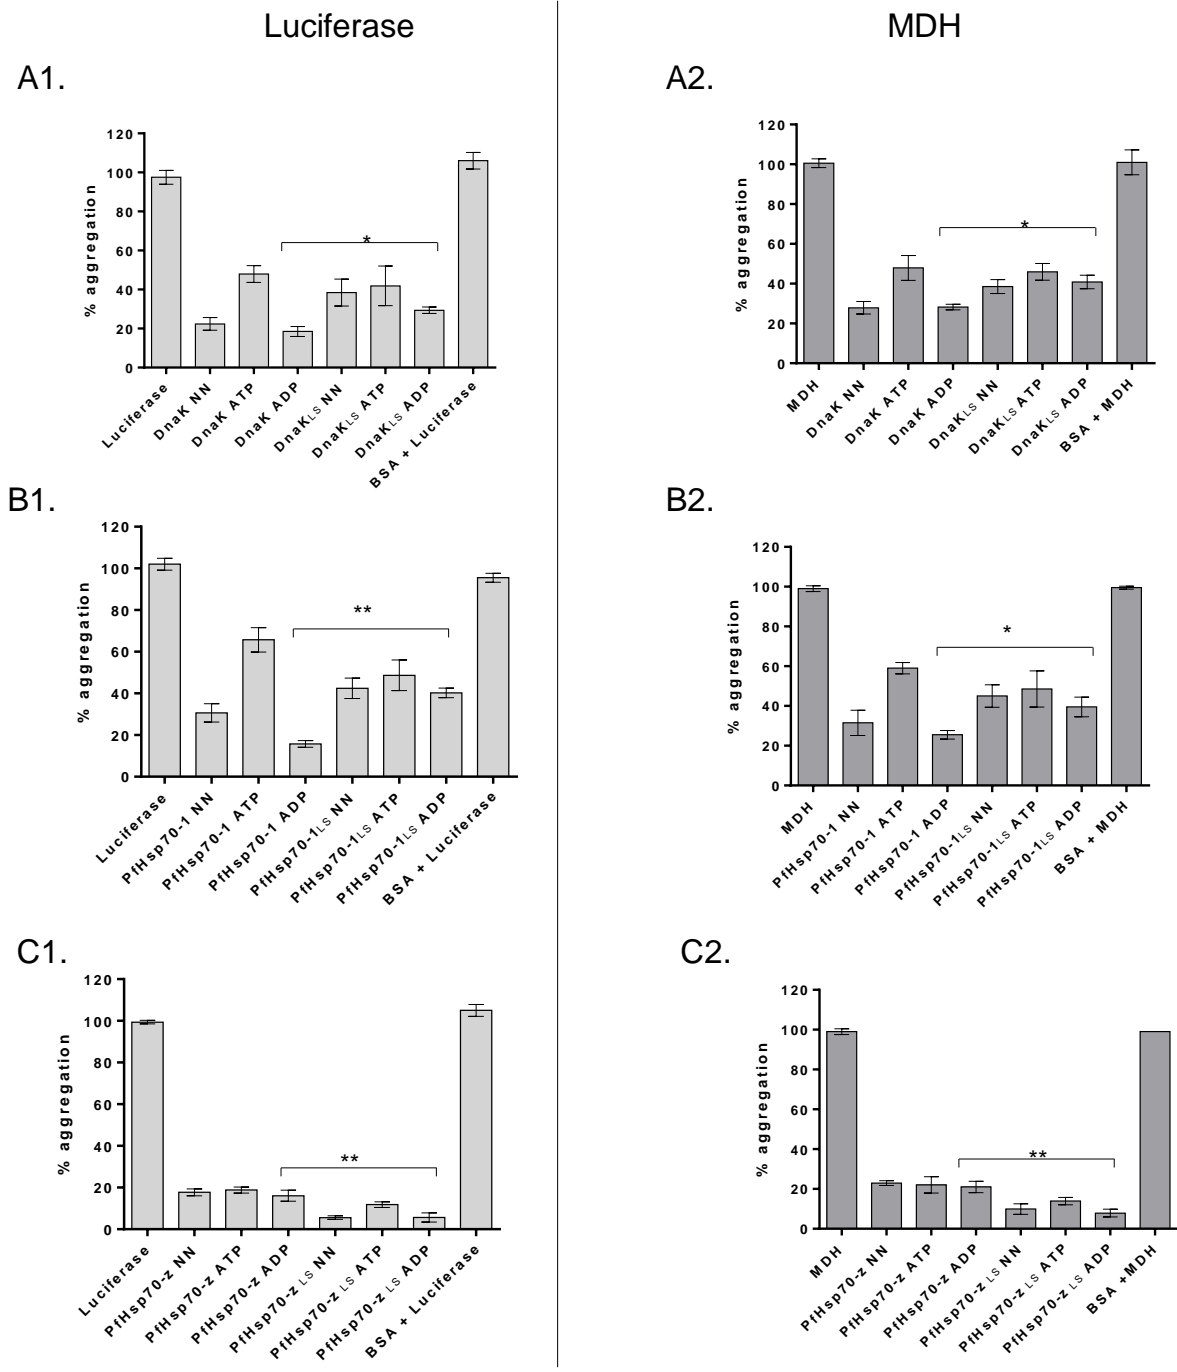 Luciferase
MDH
A1.
% aggregation
120
100
80
60
40
20
0
*
Luciferase
DnaK NN
DnaK ATP
DnaK ADP
DnaKLS NN
DnaKLS ATP
DnaKLS ADP
BSA + Luciferase
A2.
% aggregation
120
100
80
60
40
20
0
*
MDH
DnaK NN
DnaK ATP
DnaK ADP
DnaKLS NN
DnaKLS ATP
DnaKLS ADP
BSA + MDH
B1.
% aggregation
120
100
80
60
40
20
0
**
Luciferase
PfHsp70-1 NN
PfHsp70-1 ATP
PfHsp70-1 ADP
PfHsp70-1LS NN
PfHsp70-1LS ATP
PfHsp70-1LS ADP
BSA + Luciferase
B2.
% aggregation
120
100
80
60
40
20
0
*
MDH
PfHsp70-1 NN
PfHsp70-1 ATP
PfHsp70-1 ADP
PfHsp70-1LS NN
PfHsp70-1LS ATP
PfHsp70-1LS ADP
BSA + MDH
C1.
% aggregation
120
100
80
60
40
20
0
**
Luciferase
PfHsp70-z NN
PfHsp70-z ATP
PfHsp70-z ADP
PfHsp70-z LS NN
PfHsp70-z LS ATP
PfHsp70-z LS ADP
BSA + Luciferase
C2.
% aggregation
120
100
80
60
40
20
0
**
MDH
PfHsp70-z NN
PfHsp70-z ATP
PfHsp70-z ADP
PfHsp70-z LS NN
PfHsp70-z LS ATP
PfHsp70-z LS ADP
BSA +MDH